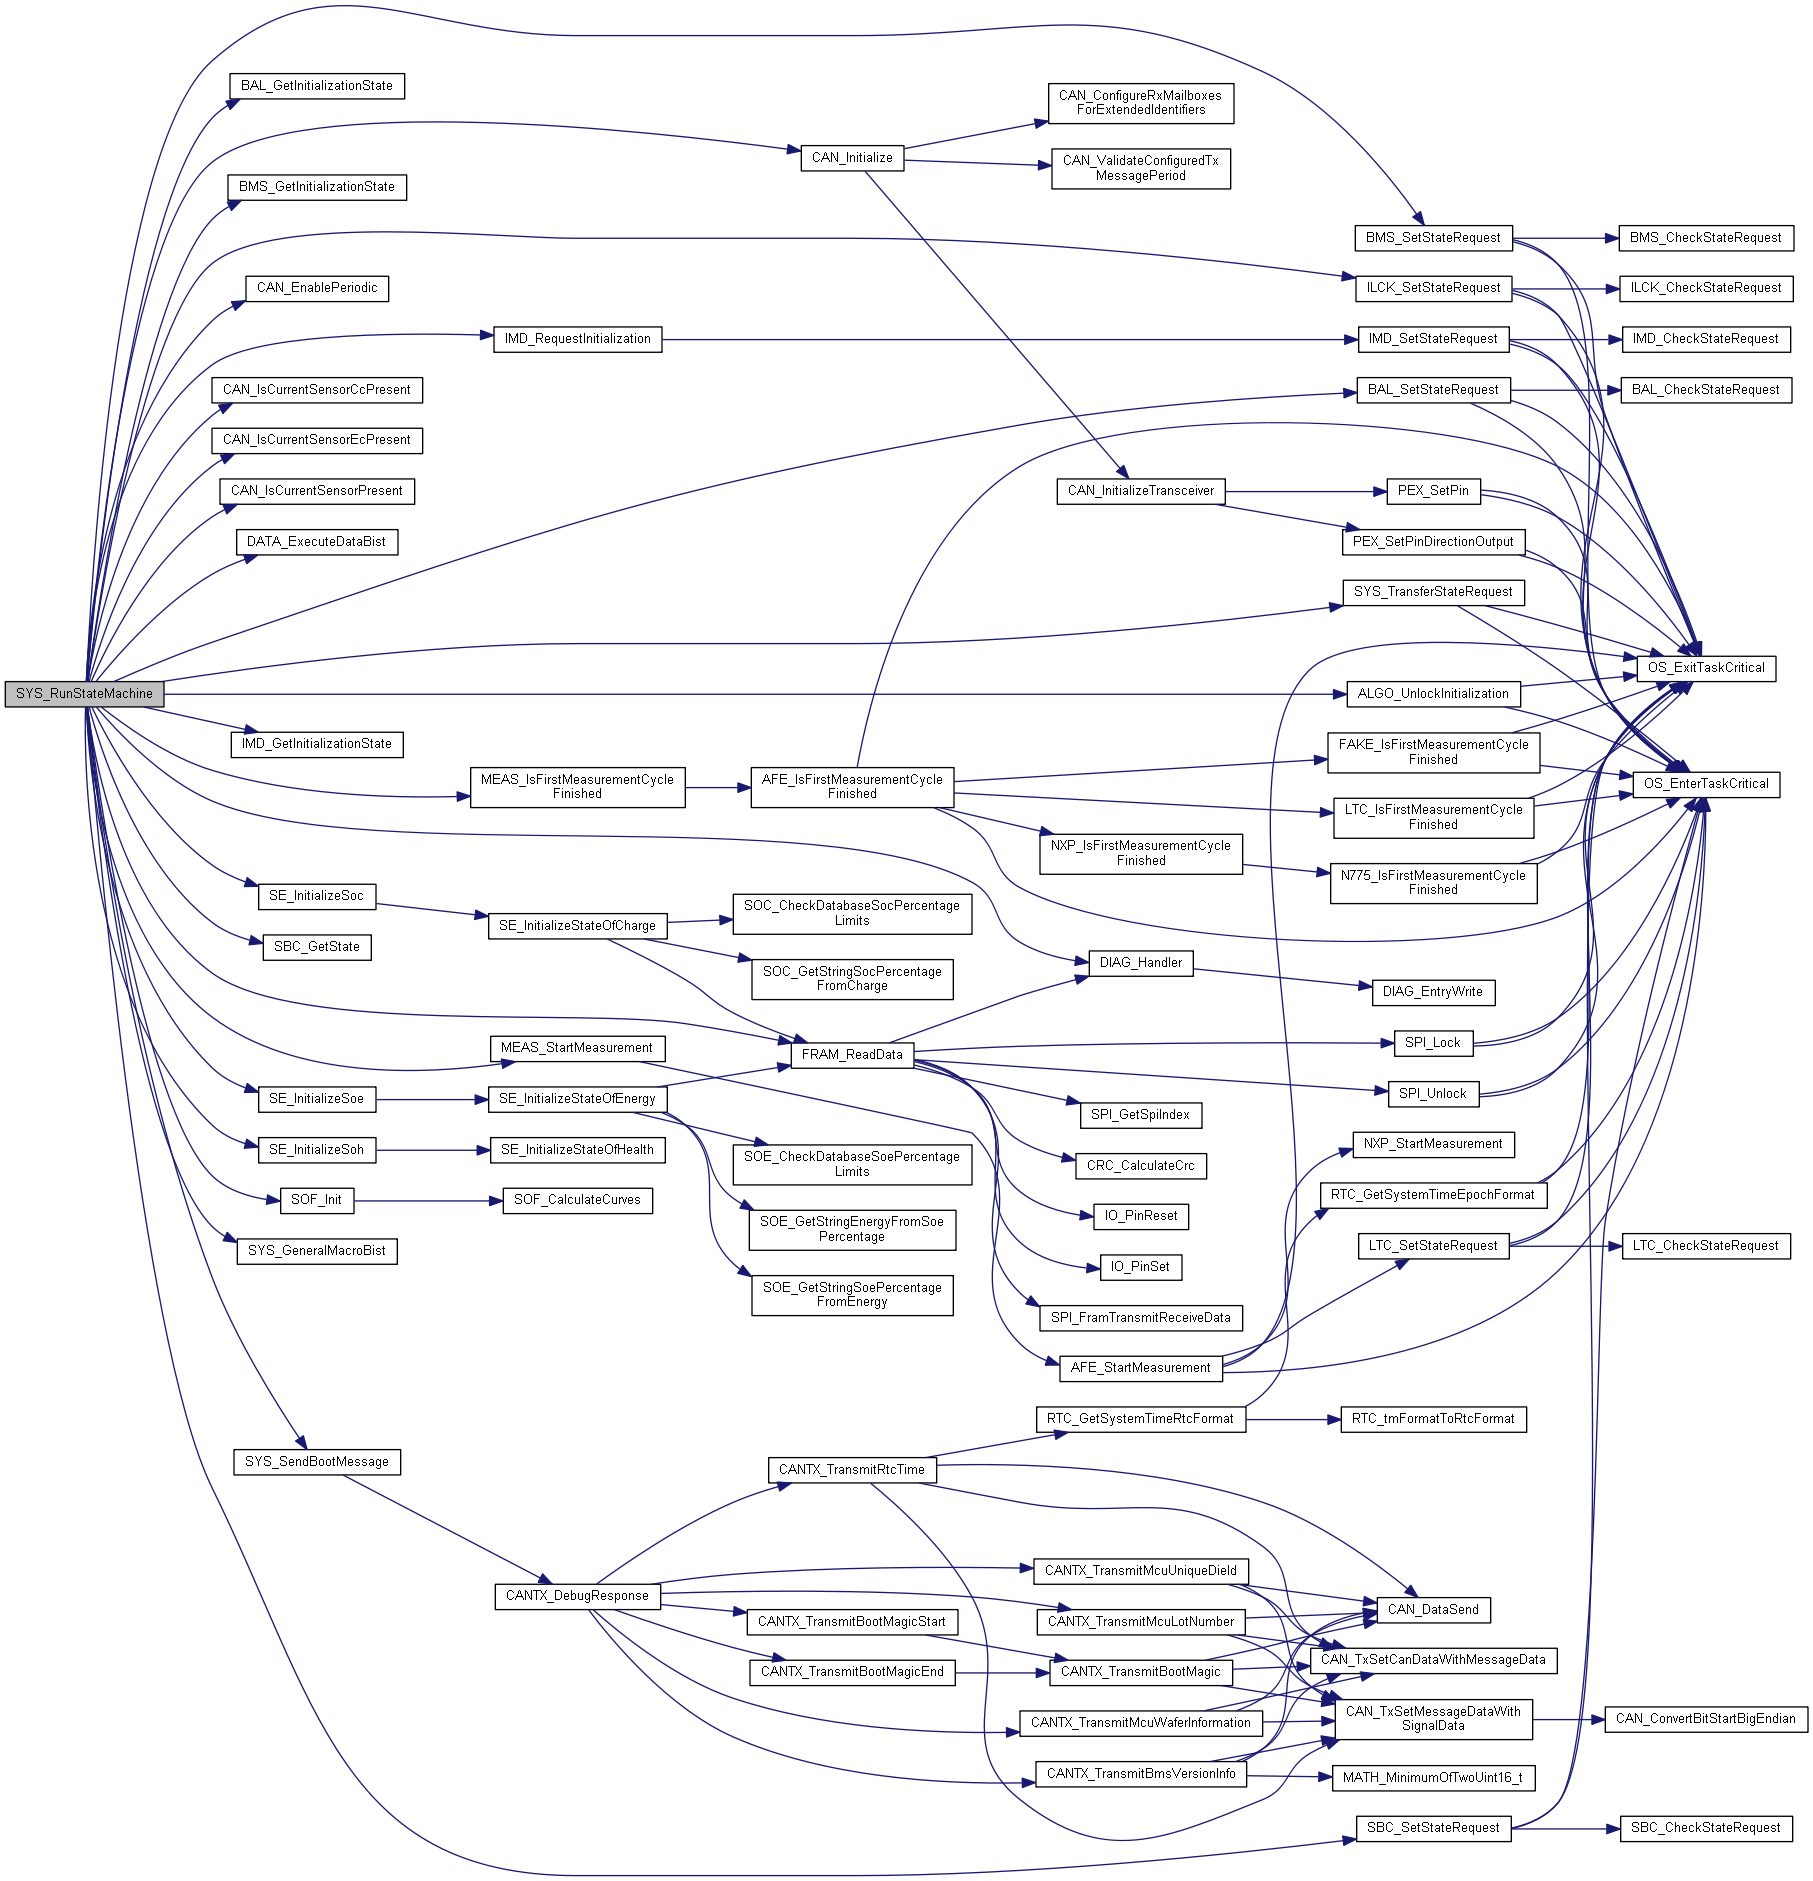 BAL_GetInitializationState
CAN_ConfigureRxMailboxes
ForExtendedIdentifiers
CAN_Initialize
CAN_ValidateConfiguredTx
MessagePeriod
BMS_GetInitializationState
BMS_SetStateRequest
BMS_CheckStateRequest
CAN_EnablePeriodic
ILCK_SetStateRequest
ILCK_CheckStateRequest
IMD_RequestInitialization
IMD_SetStateRequest
IMD_CheckStateRequest
CAN_IsCurrentSensorCcPresent
BAL_SetStateRequest
BAL_CheckStateRequest
CAN_IsCurrentSensorEcPresent
CAN_IsCurrentSensorPresent
CAN_InitializeTransceiver
PEX_SetPin
DATA_ExecuteDataBist
PEX_SetPinDirectionOutput
SYS_TransferStateRequest
OS_ExitTaskCritical
SYS_RunStateMachine
ALGO_UnlockInitialization
IMD_GetInitializationState
FAKE_IsFirstMeasurementCycle
Finished
MEAS_IsFirstMeasurementCycle
Finished
AFE_IsFirstMeasurementCycle
Finished
OS_EnterTaskCritical
LTC_IsFirstMeasurementCycle
Finished
NXP_IsFirstMeasurementCycle
Finished
N775_IsFirstMeasurementCycle
Finished
SE_InitializeSoc
SOC_CheckDatabaseSocPercentage
Limits
SE_InitializeStateOfCharge
SBC_GetState
SOC_GetStringSocPercentage
FromCharge
DIAG_Handler
DIAG_EntryWrite
MEAS_StartMeasurement
FRAM_ReadData
SPI_Lock
SE_InitializeSoe
SE_InitializeStateOfEnergy
SPI_Unlock
SPI_GetSpiIndex
SE_InitializeSoh
SE_InitializeStateOfHealth
SOE_CheckDatabaseSoePercentage
Limits
CRC_CalculateCrc
NXP_StartMeasurement
SOF_Init
SOF_CalculateCurves
SOE_GetStringEnergyFromSoe
Percentage
IO_PinReset
RTC_GetSystemTimeEpochFormat
SYS_GeneralMacroBist
IO_PinSet
LTC_SetStateRequest
LTC_CheckStateRequest
SOE_GetStringSoePercentage
FromEnergy
SPI_FramTransmitReceiveData
AFE_StartMeasurement
RTC_GetSystemTimeRtcFormat
RTC_tmFormatToRtcFormat
SYS_SendBootMessage
CANTX_TransmitRtcTime
CANTX_DebugResponse
CANTX_TransmitMcuUniqueDieId
CAN_DataSend
CANTX_TransmitBootMagicStart
CANTX_TransmitMcuLotNumber
CAN_TxSetCanDataWithMessageData
CANTX_TransmitBootMagicEnd
CANTX_TransmitBootMagic
CANTX_TransmitMcuWaferInformation
CAN_TxSetMessageDataWith
SignalData
CAN_ConvertBitStartBigEndian
CANTX_TransmitBmsVersionInfo
MATH_MinimumOfTwoUint16_t
SBC_SetStateRequest
SBC_CheckStateRequest